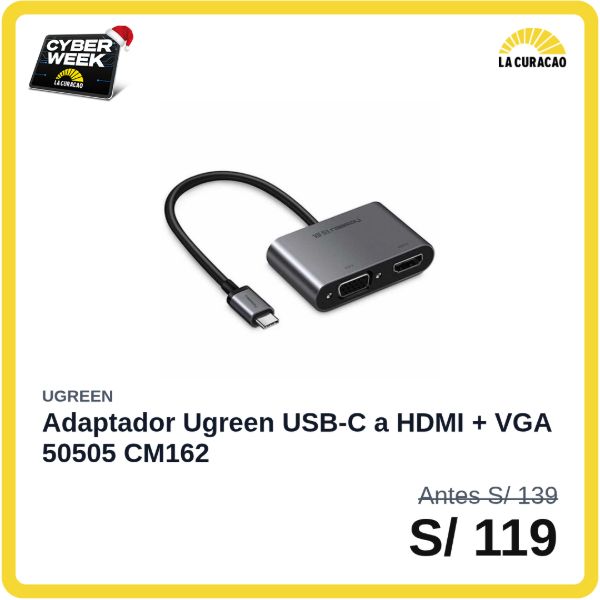 CYBER
WEEK
LA CURACAO
LA CURACAO
UGREEN
Adaptador Ugreen USB-C a HDMI + VGA
50505 CM162
Antes S/ 139
S/ 119